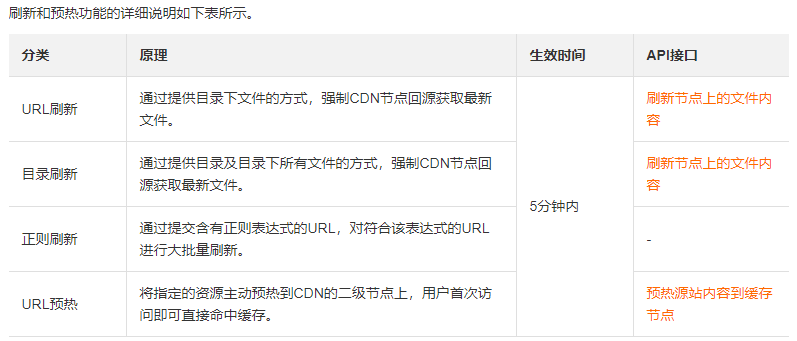 刷新和预热功能的详细说明如下表所示。
分类 原理 生效时间 API接口
URL刷新
通过提供目录下文件的方式，强制CDN节点回源获取最新
文件。
刷新节点上的文件内
容
目录刷新
通过提供目录及目录下所有文件的方式，强制CDN节点回
源获取最新文件。
刷新节点上的文件内
容
5分钟内
正则刷新
通过提交含有正则表达式的URL，对符合该表达式的URL
进行大批量刷新。
-
URL预热
将指定的资源主动预热到CDN的二级节点上，用户首次访
问即可直接命中缓存。
预热源站内容到缓存
节点